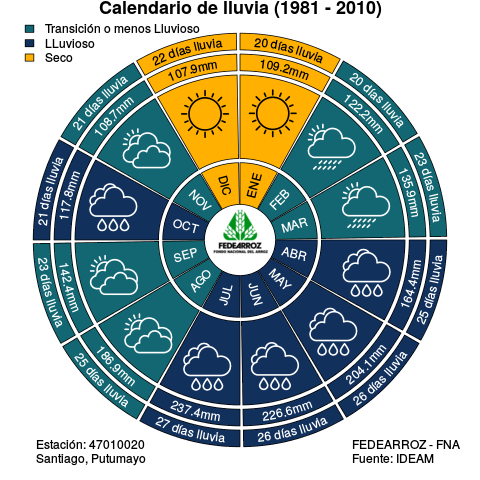 Calendario de lluvia (1981 - 2010)
Transición o menos Lluvioso
LLuvioso
Seco
20 días lluvia
109.2mm
ENE
20 días lluvia
122.2mm
FEB
23 días lluvia
135.9mm
MAR
25 días lluvia
164.4mm
ABR
26 días lluvia
204.1mm
MAY
26 días lluvia
226.6mm
JUN
27 días lluvia
237.4mm
JUL
25 días lluvia
186.9mm
AGO
23 días lluvia
142.4mm
SEP
21 días lluvia
117.8mm
OCT
21 días lluvia
108.7mm
NOV
22 días lluvia
107.9mm
DIC
FEDEARROZ
FONDO NACIONAL DEL ARROZ
Estación: 47010020
Santiago, Putumayo
FEDEARROZ - FNA
Fuente: IDEAM